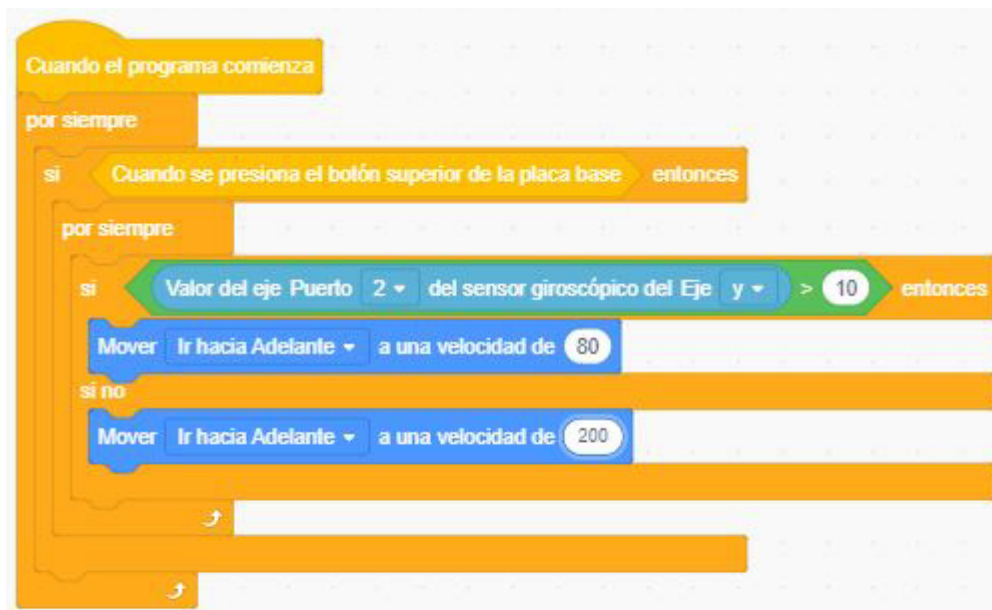 Cuando el programa comienza
por siempre
si Cuando se presiona el botón superior de la placa base entonces
por siempre
si Valor del eje Puerto 2 del sensor giroscópico del Eje y > 10 entonces
Mover Ir hacia Adelante a una velocidad de 80
si no
Mover Ir hacia Adelante a una velocidad de 200